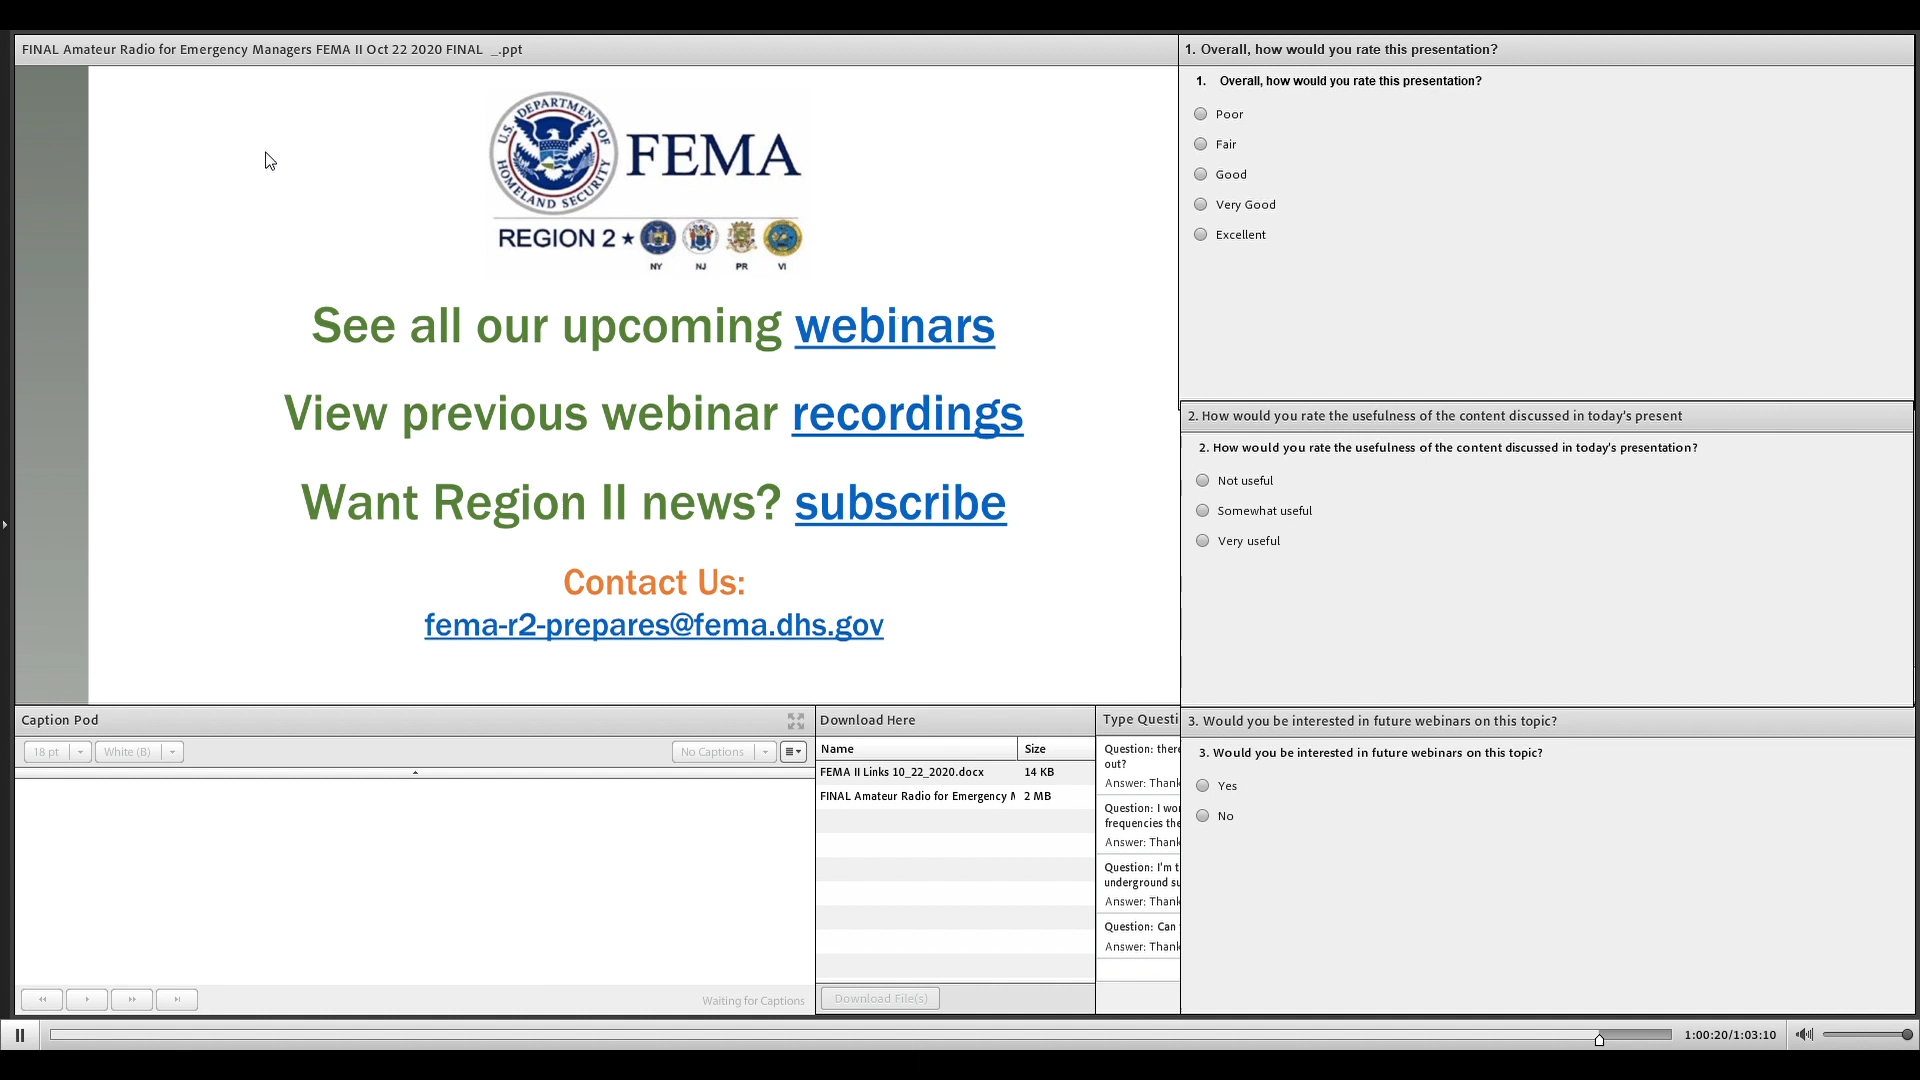 FINAL Amateur Radio for Emergency Managers FEMA II Oct 22 2020 FINAL _.ppt
U.S. DEPARTMENT OF HOMELAND SECURITY
FEMA
REGION 2 ★
NY NJ PR VI
See all our upcoming webinars
View previous webinar recordings
Want Region II news? subscribe
Contact Us:
fema-r2-prepares@fema.dhs.gov
1. Overall, how would you rate this presentation?
1. Overall, how would you rate this presentation?
Poor
Fair
Good
Very Good
Excellent
2. How would you rate the usefulness of the content discussed in today's present
2. How would you rate the usefulness of the content discussed in today's presentation?
Not useful
Somewhat useful
Very useful
3. Would you be interested in future webinars on this topic?
3. Would you be interested in future webinars on this topic?
Yes
No
Caption Pod
18 pt White (B) No Captions
Waiting for Captions
Download Here
Name Size
FEMA II Links 10_22_2020.docx 14 KB
FINAL Amateur Radio for Emergency 2 MB
Download File(s)
Type Questi
Question: there
out?
Answer: Thank
Question: I wo
frequencies the
Answer: Thank
Question: I'm t
underground su
Answer: Thank
Question: Can
Answer: Thank
1:00:20/1:03:10